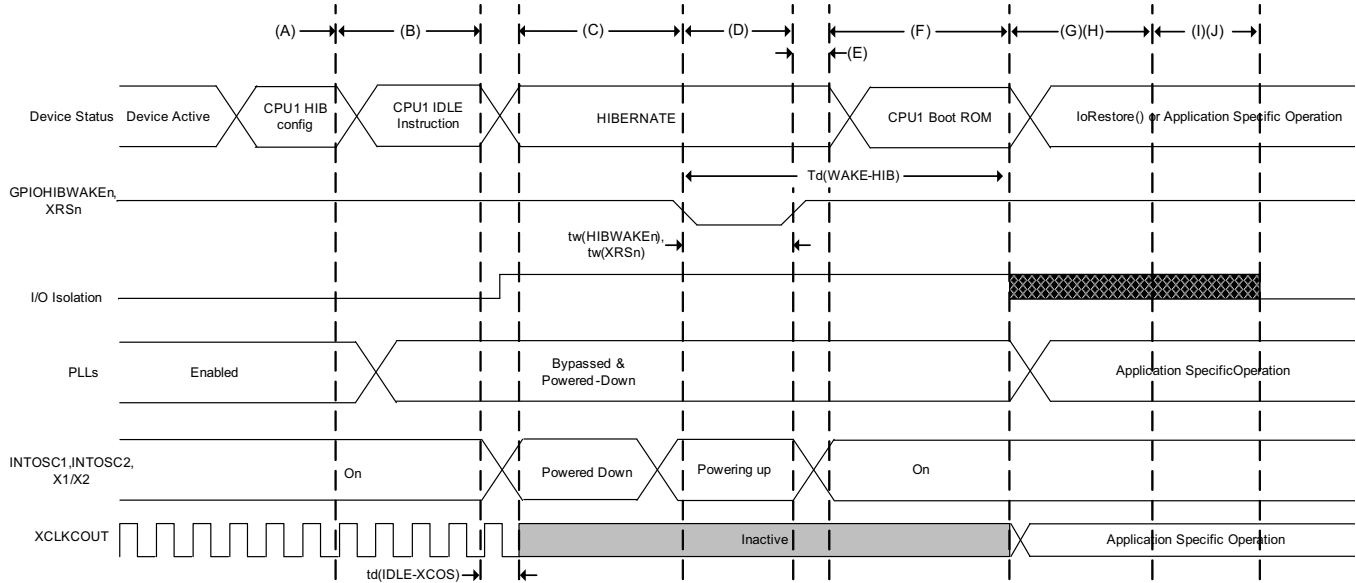 (A)
(B)
(C)
(D)
(E)
(F)
(G)(H)
(I)(J)
Device Status
Device Active
CPU1 HIB
config
CPU1 IDLE
Instruction
HIBERNATE
CPU1 Boot ROM
IoRestore() or Application Specific Operation
Td(WAKE-HIB)
GPIOHIBWAKEn,
XRSn
tw(HIBWAKEn),
tw(XRSn)
I/O Isolation
PLLs
Enabled
Bypassed &
Powered-Down
Application SpecificOperation
INTOSC1,INTOSC2,
X1/X2
On
Powered Down
Powering up
On
XCLKCOUT
Inactive
Application Specific Operation
td(IDLE-XCOS)